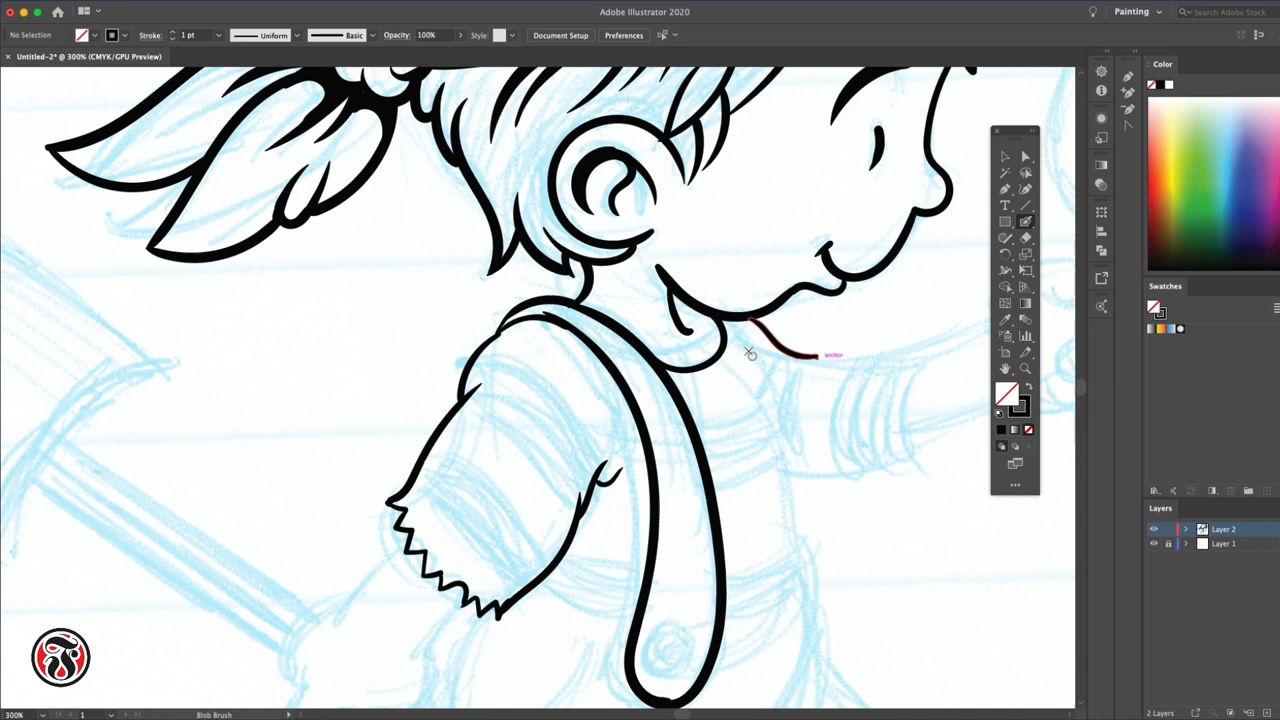 Adobe Illustrator 2020
Painting
Search Adobe Stock
No Selection
Stroke:
1 pt
Uniform
Basic
Opacity:
100%
Style:
Document Setup
Preferences
Untitled-2* @ 300% (CMYK/GPU Preview)
Color
anchor
Swatches
Layers
Layer 2
Layer 1
300%
1
Blob Brush
2 Layers